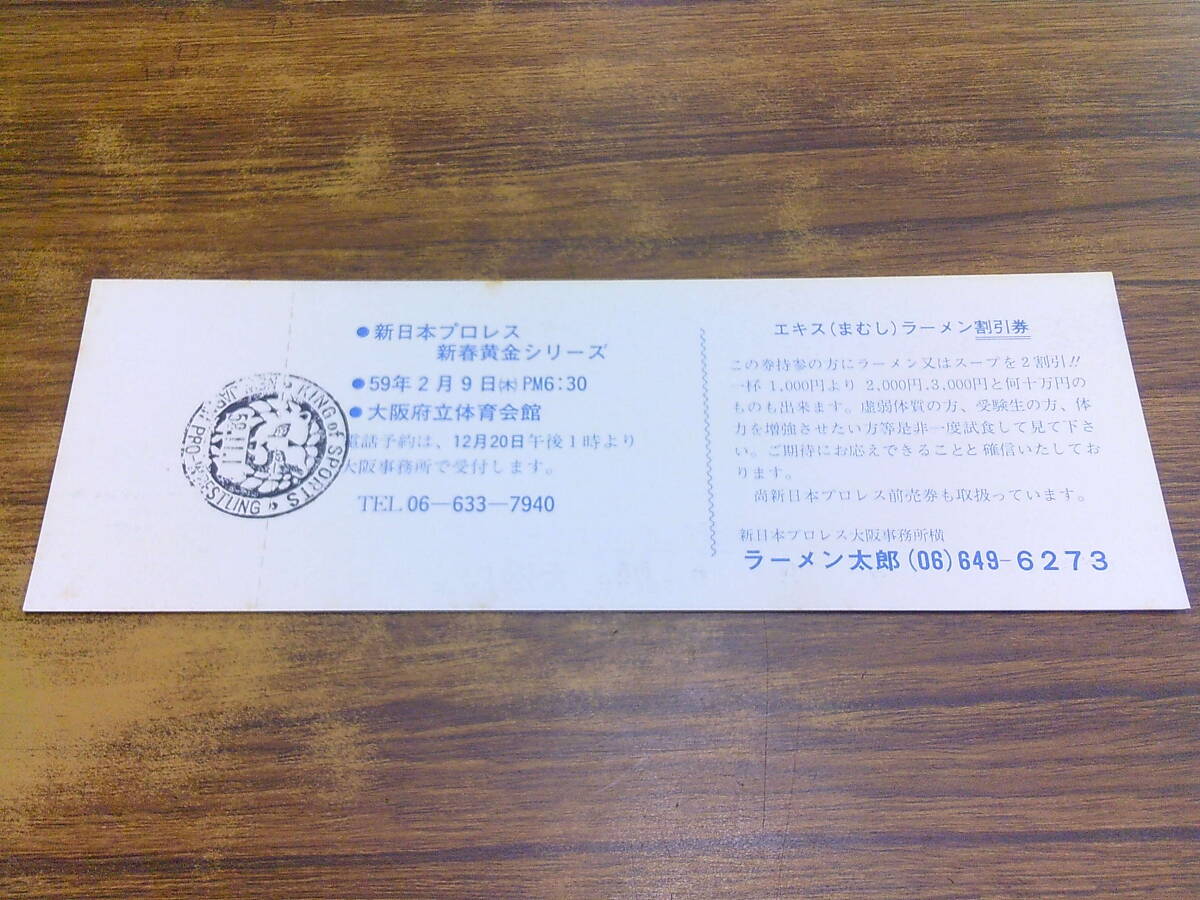 ●新日本プロレス
新春黄金シリーズ
●59年2月9日㈭PM6:30
●大阪府立体育会館
電話予約は、12月20日午後1時より
大阪事務所で受付します。
TEL 06—633—7940
エキス(まむし)ラーメン割引券
この券持参の方にラーメン又はスープを2割引!!
一杯 1,000円より 2,000円.3,000円と何十万円の
ものも出来ます。虚弱体質の方、受験生の方、体
力を増強させたい方等是非一度試食して見て下さ
い。ご期待にお応えできることと確信いたしてお
ります。
尚新日本プロレス前売券も取扱っています。
新日本プロレス大阪事務所横
ラーメン太郎(06)649-6273
KING of SPORTS
NEW JAPAN PRO-WRESTLING